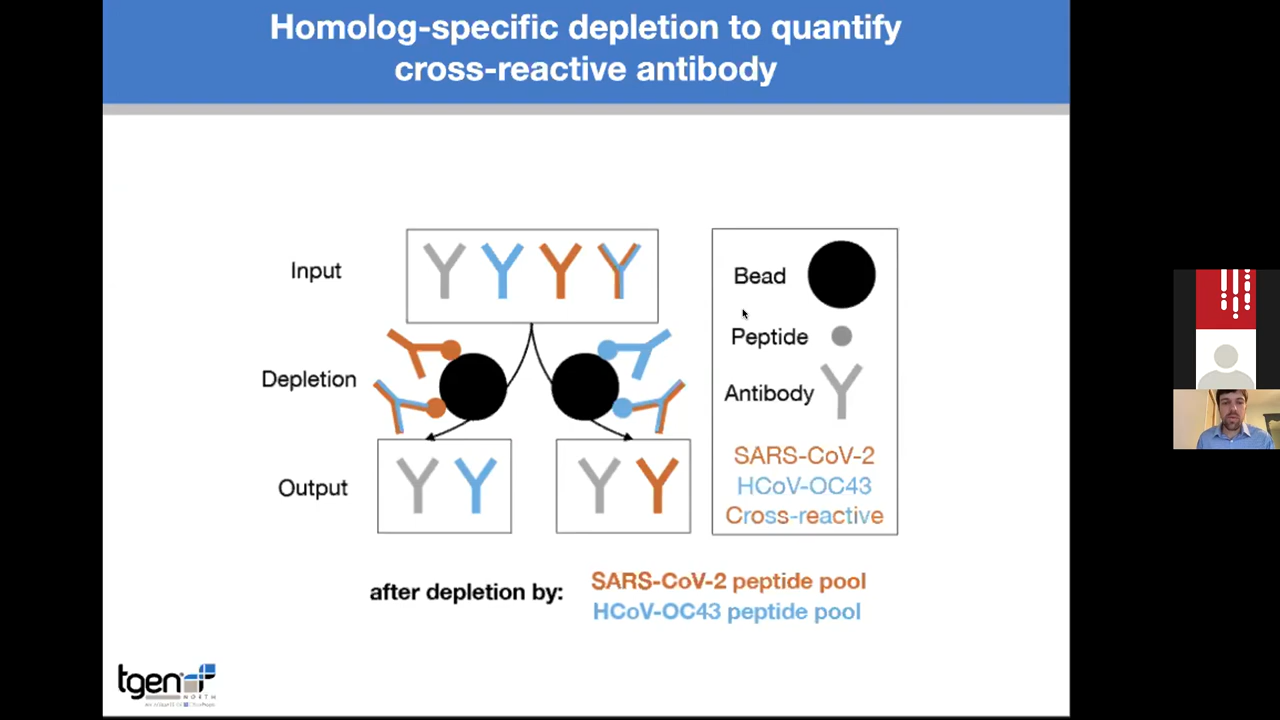 Homolog-specific depletion to quantify
cross-reactive antibody
Input
Depletion
Output
Bead
Peptide
Antibody
SARS-CoV-2
HCoV-OC43
Cross-reactive
after depletion by:
SARS-CoV-2 peptide pool
HCoV-OC43 peptide pool
tgen
NORTH